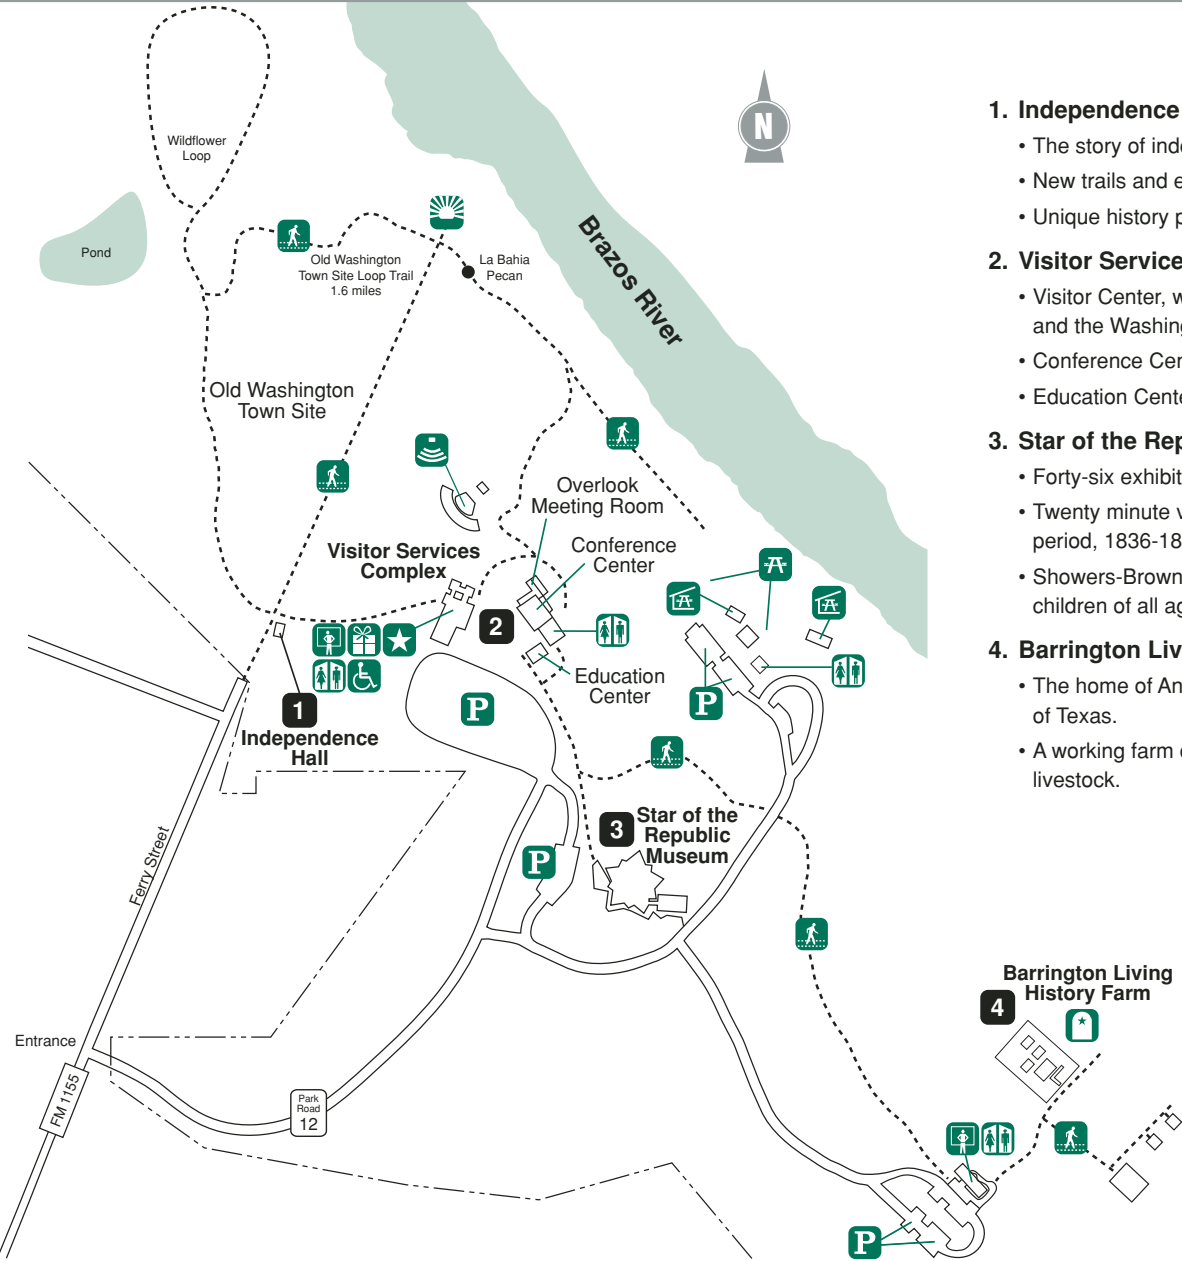 Wildflower
Loop
Pond
Old Washington
Town Site Loop Trail
1.6 miles
La Bahia
Pecan
N
Brazos River
Old Washington
Town Site
Overlook
Meeting Room
Conference
Center
Visitor Services
Complex
2
Education
Center
P
P
1
Independence
Hall
3
Star of the
Republic
Museum
P
Ferry Street
Entrance
FM 1155
Park
Road
12
Barrington Living
History Farm
4
P
1. Independence
• The story of inde
• New trails and e
• Unique history p
2. Visitor Service
• Visitor Center, w
and the Washing
• Conference Cen
• Education Cente
3. Star of the Rep
• Forty-six exhibit
• Twenty minute v
period, 1836-18
• Showers-Brown
children of all ag
4. Barrington Livi
• The home of An
of Texas.
• A working farm c
livestock.